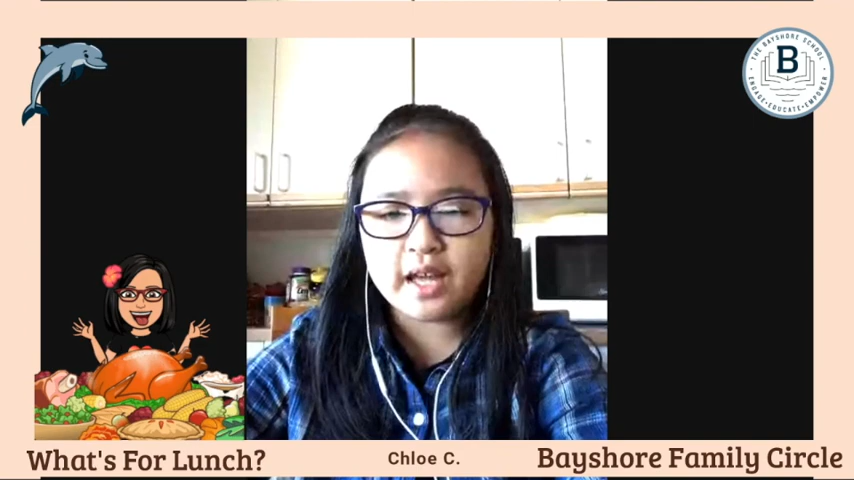 THE BAYSHORE SCHOOL
B
ENGAGE • EDUCATE • EMPOWER
What's For Lunch?
Chloe C.
Bayshore Family Circle